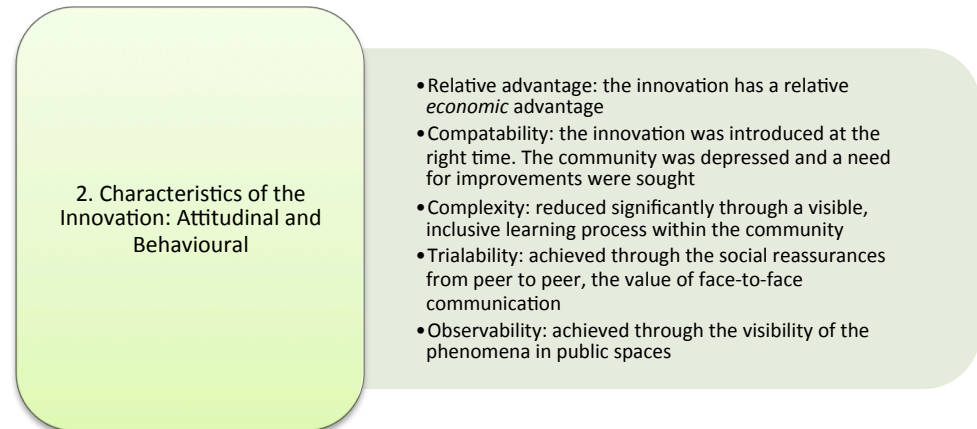 2. Characteristics of the
Innovation: Attitudinal and
Behavioural
•Relative advantage: the innovation has a relative
economic advantage
•Compatability: the innovation was introduced at the
right time. The community was depressed and a need
for improvements were sought
•Complexity: reduced significantly through a visible,
inclusive learning process within the community
•Trialability: achieved through the social reassurances
from peer to peer, the value of face-to-face
communication
•Observability: achieved through the visibility of the
phenomena in public spaces